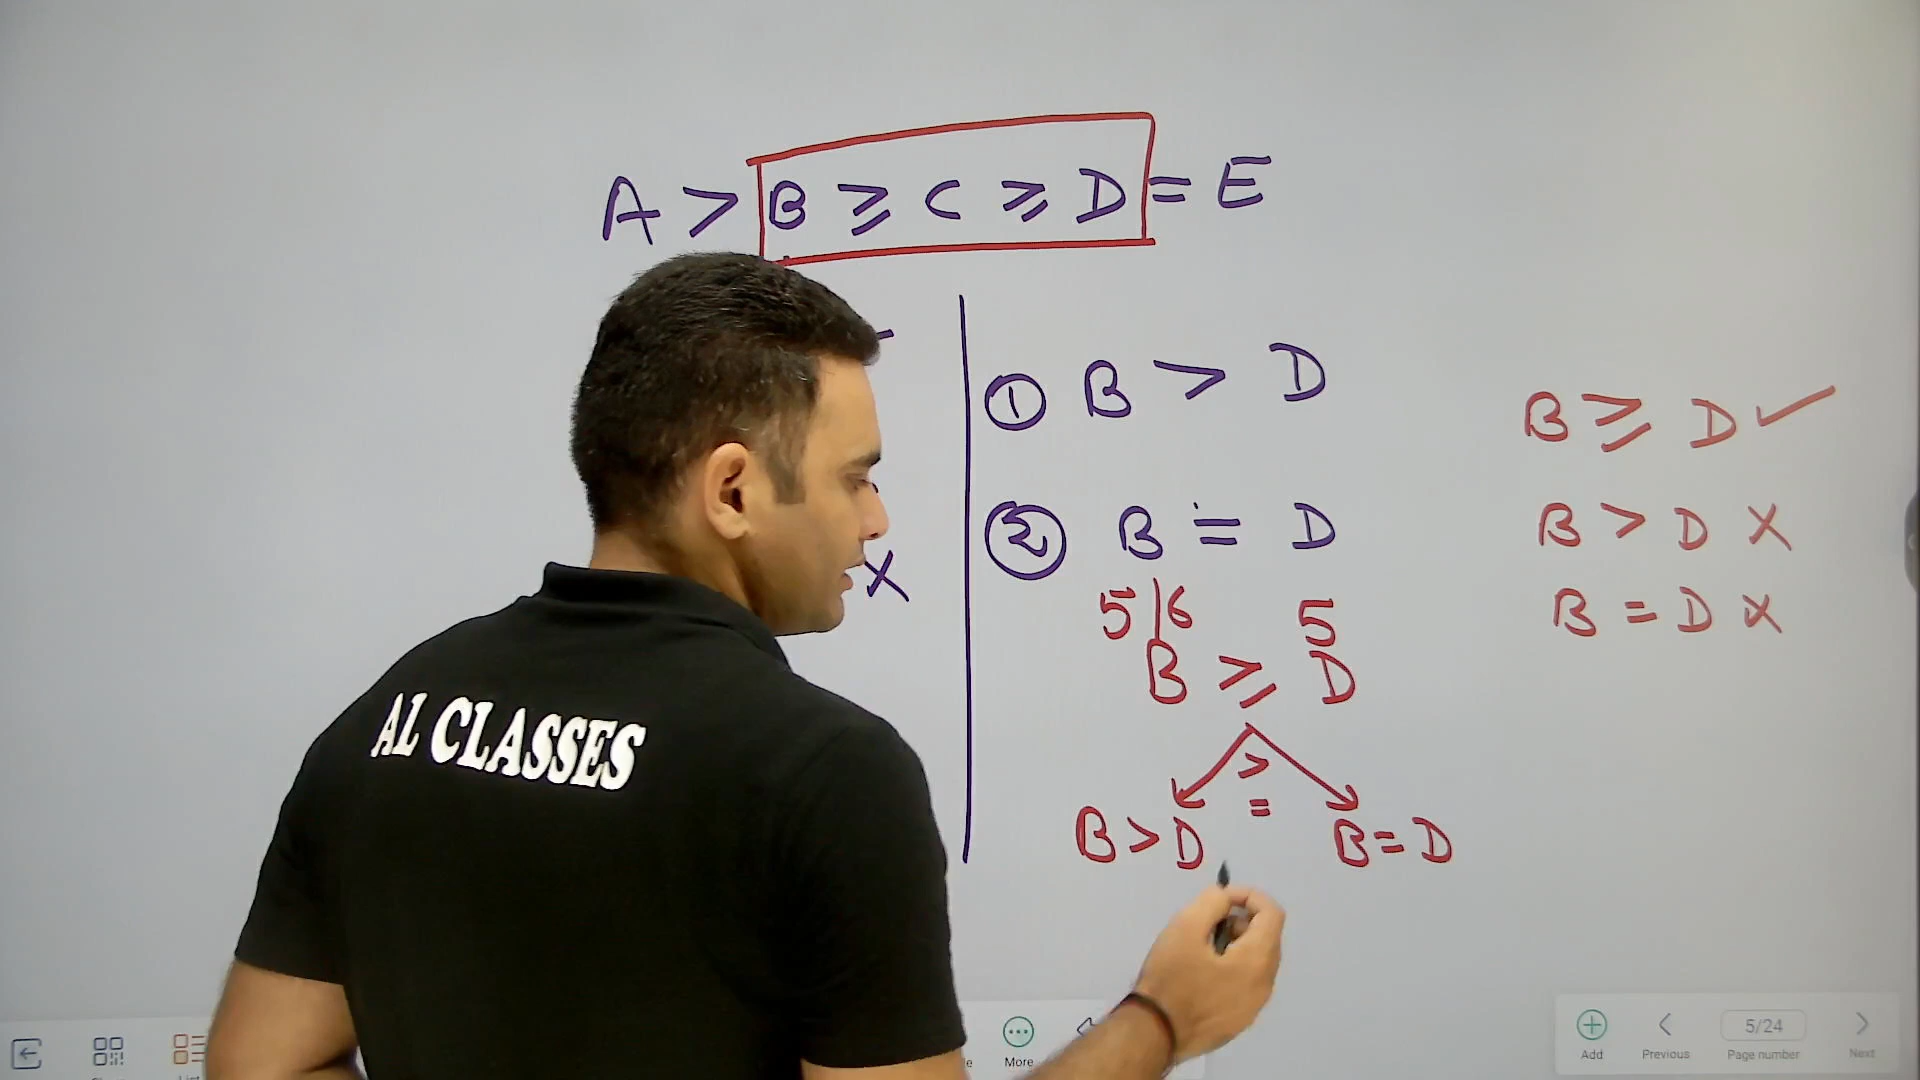 A > B ≥ C ≥ D = E
① B > D
② B = D
5 | 6 5
B ≥ D
>
=
B > D B = D
B ≥ D ✓
B > D X
B = D X
X
AL CLASSES
More
Add
Previous
5/24
Page number
Next